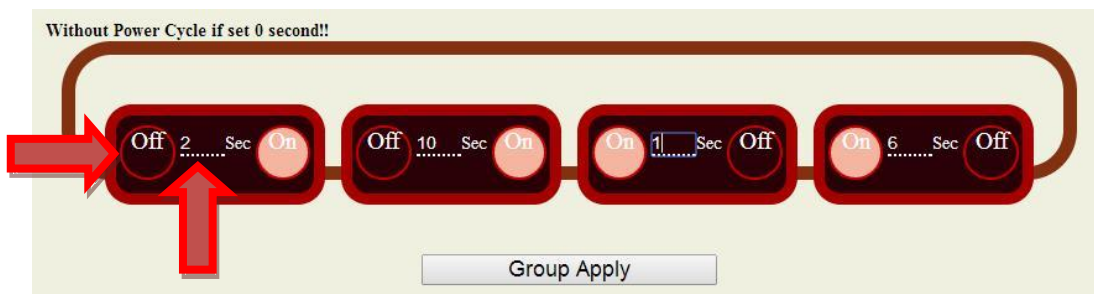 Without Power Cycle if set 0 second!!
Off 2 Sec On Off 10 Sec On On 1 Sec Off On 6 Sec Off
Group Apply